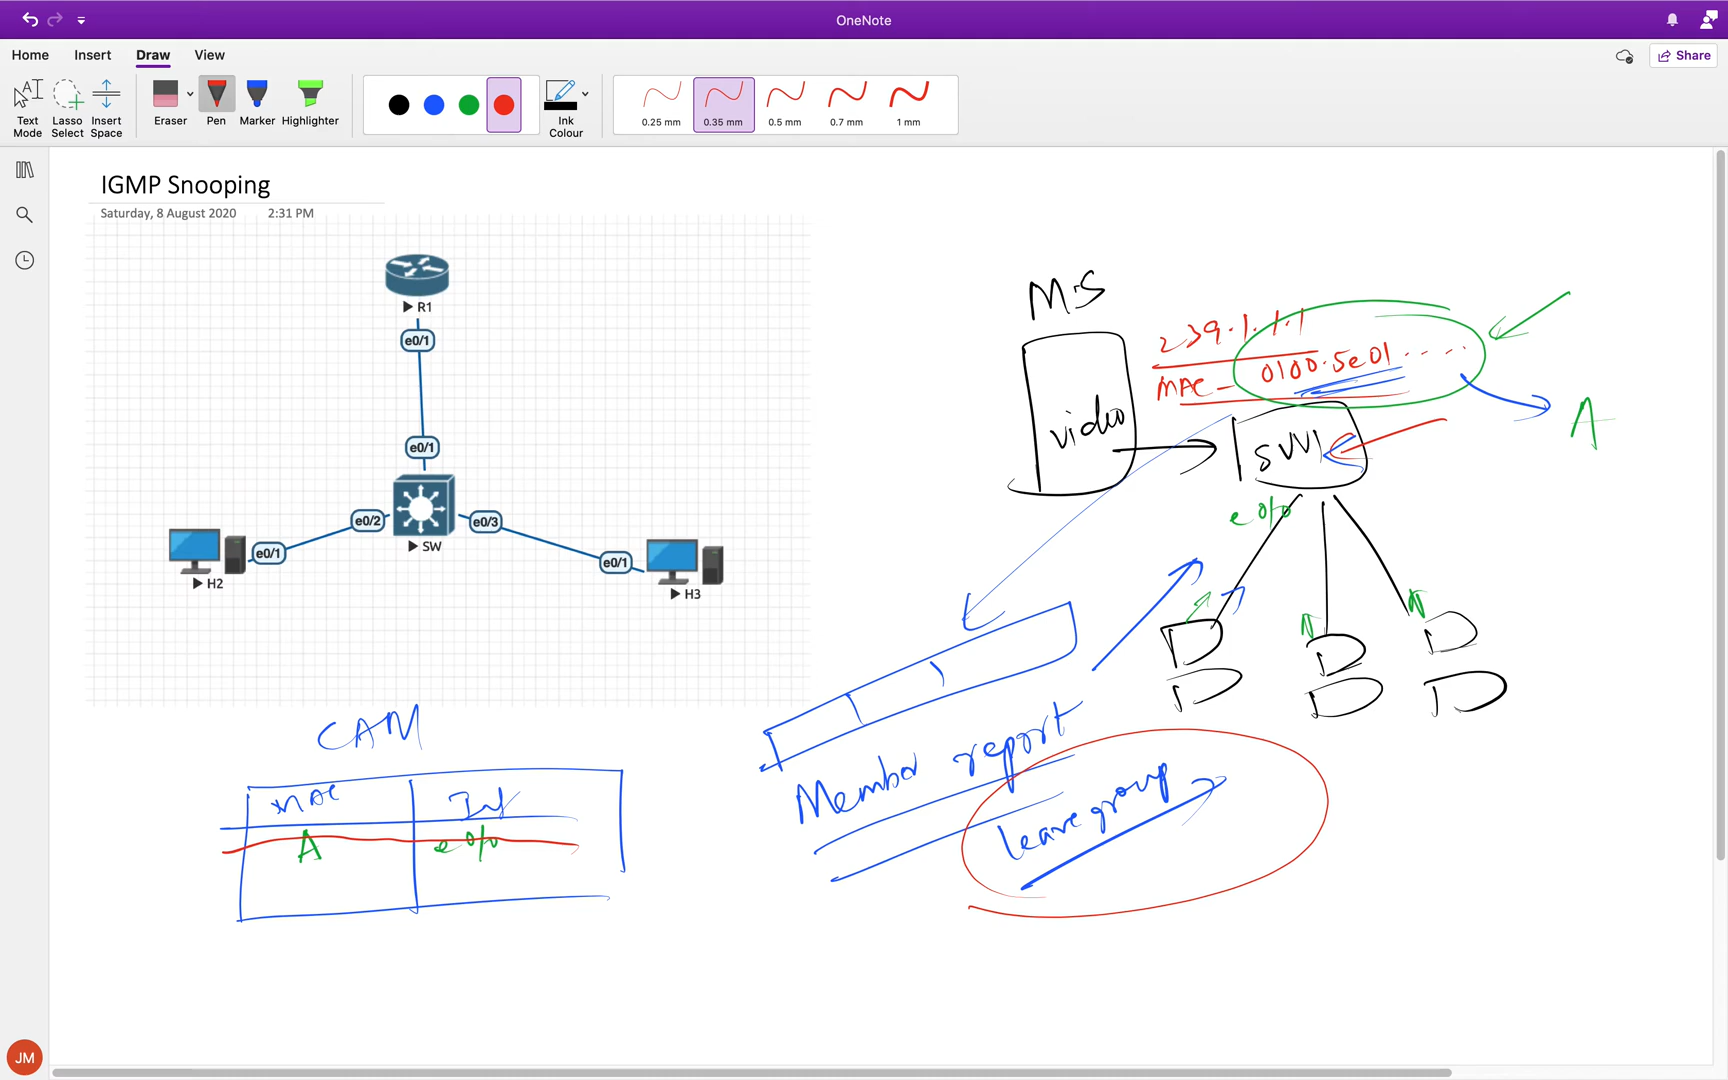 OneNote
Home Insert Draw View
Share
Text Mode
Lasso Select
Insert Space
Eraser
Pen
Marker
Highlighter
Ink Colour
0.25 mm
0.35 mm
0.5 mm
0.7 mm
1 mm
IGMP Snooping
Saturday, 8 August 2020 2:31 PM
R1
e0/1
e0/1
e0/2
e0/3
SW
e0/1
H2
e0/1
H3
M.S
video
239.1.1.1
MAC - 0100.5e01.....
A
SW1
e0/0
Member report
leave group
CAM
MAC Int
A e0/0
JM